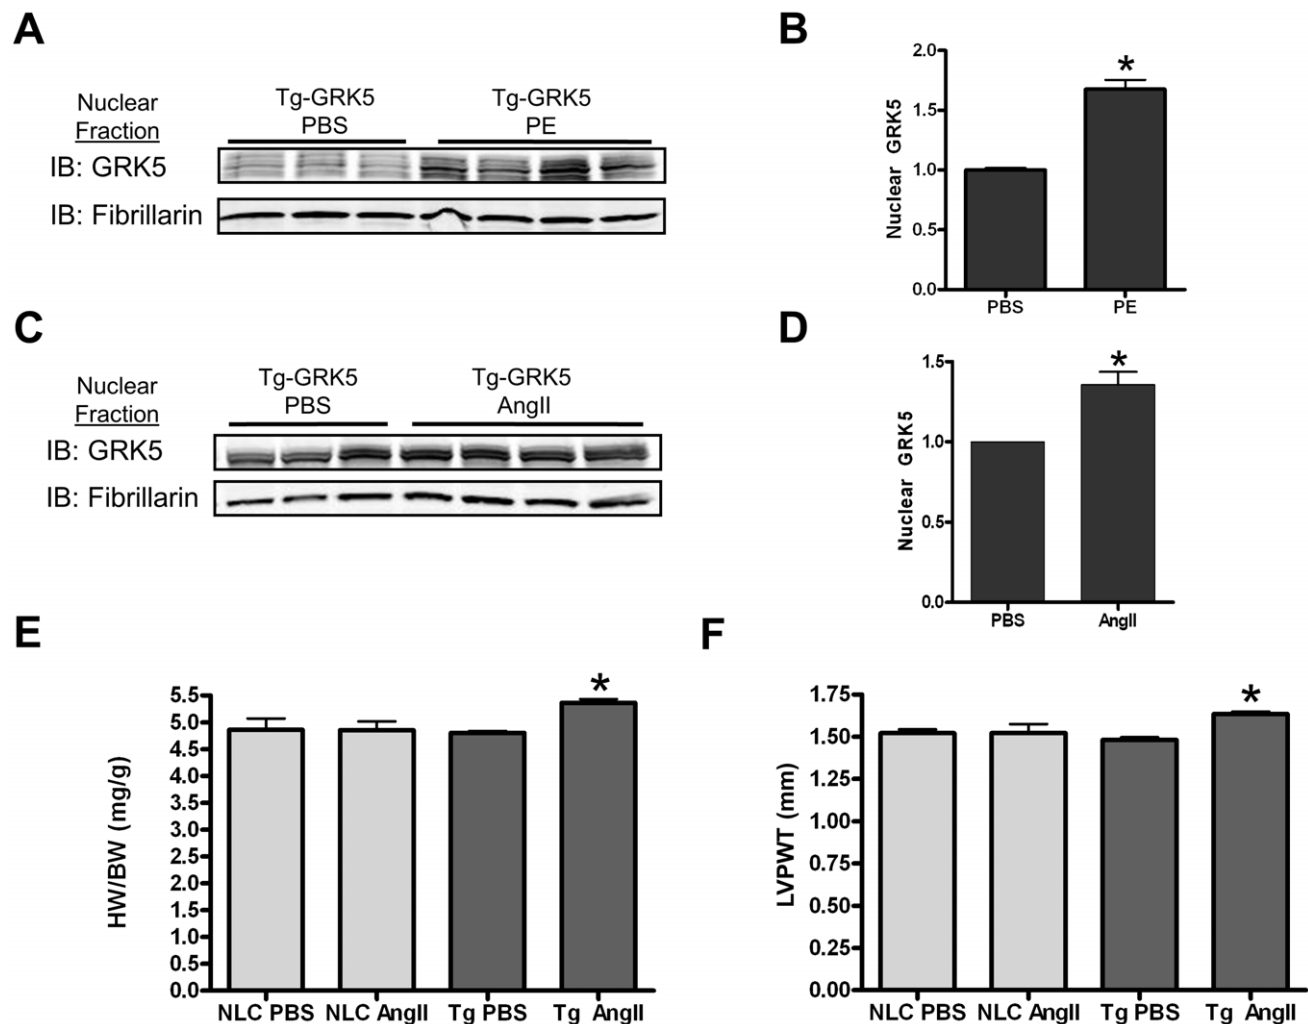 A
Nuclear
Fraction
Tg-GRK5
PBS
Tg-GRK5
PE
IB: GRK5
IB: Fibrillarin
B
Nuclear GRK5
2.0
1.5
1.0
0.5
0.0
*
PBS
PE
C
Nuclear
Fraction
Tg-GRK5
PBS
Tg-GRK5
AngII
IB: GRK5
IB: Fibrillarin
D
Nuclear GRK5
1.5
1.0
0.5
0.0
*
PBS
AngII
E
HW/BW (mg/g)
5.5
5.0
4.5
4.0
3.5
3.0
2.5
2.0
1.5
1.0
0.5
0.0
*
NLC PBS
NLC AngII
Tg PBS
Tg AngII
F
LVPWT (mm)
1.75
1.50
1.25
1.00
0.75
0.50
0.25
0.00
*
NLC PBS
NLC AngII
Tg PBS
Tg AngII